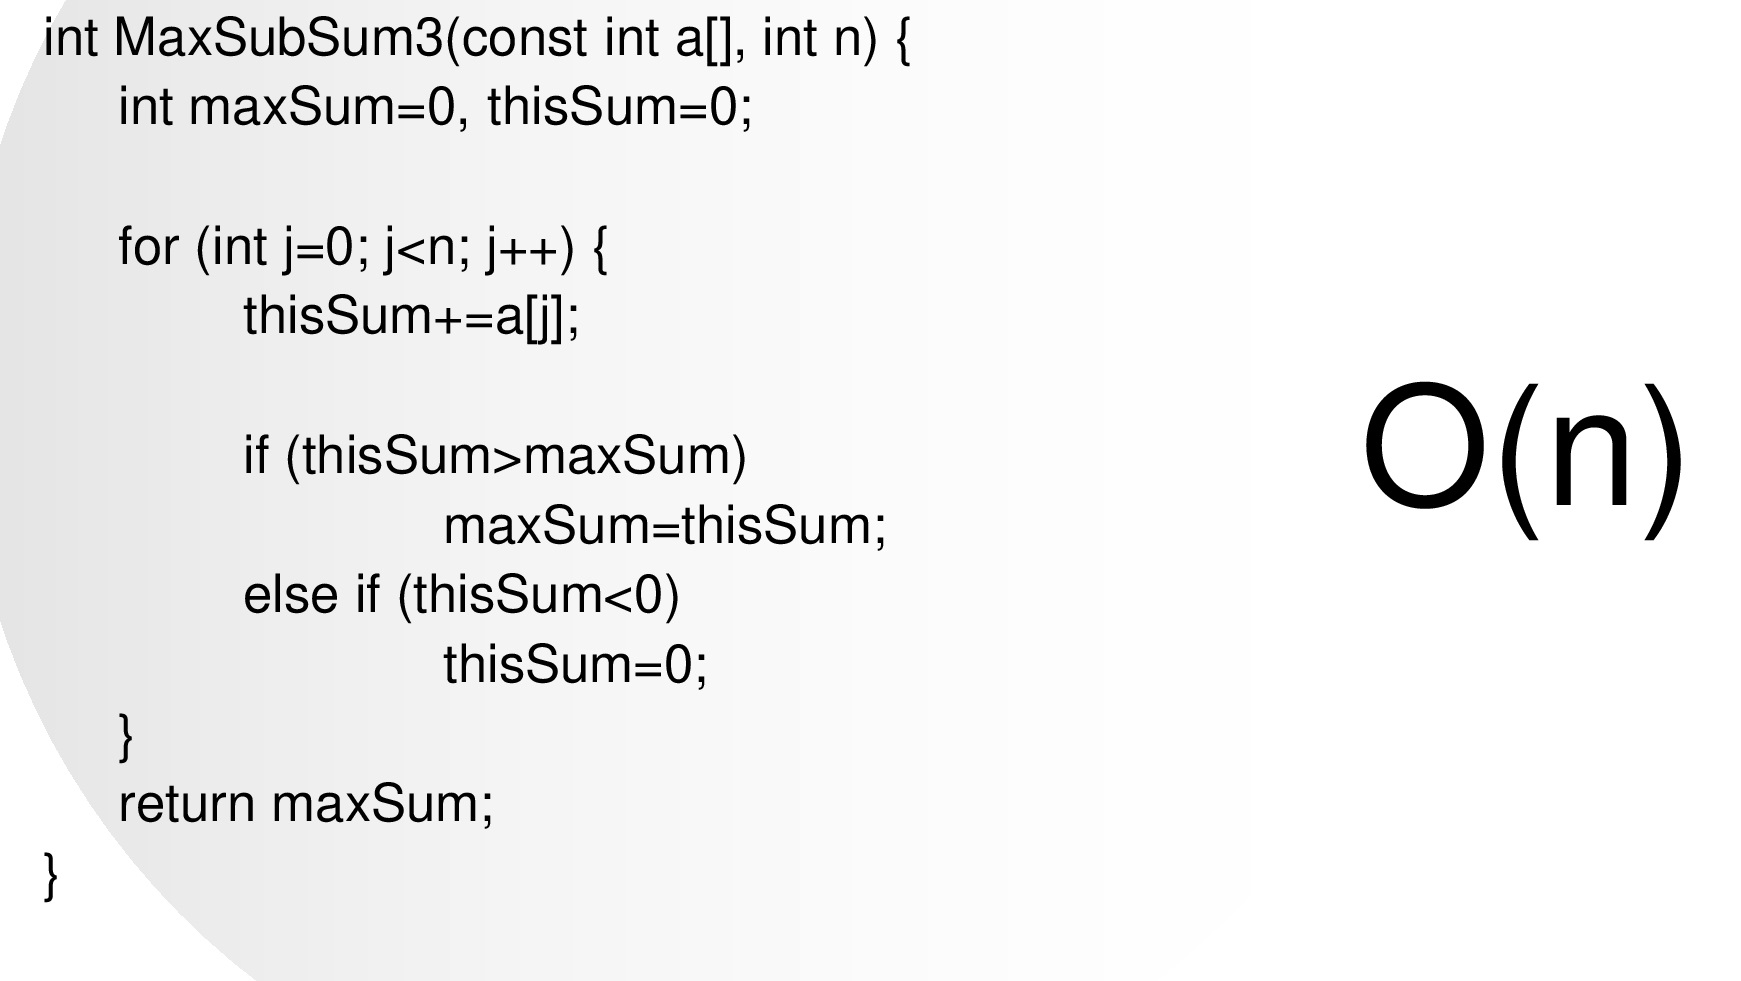 int MaxSubSum3(const int a[], int n) {
int maxSum=0, thisSum=0;
for (int j=0; j<n; j++) {
thisSum+=a[j];
if (thisSum>maxSum)
maxSum=thisSum;
else if (thisSum<0)
thisSum=0;
}
return maxSum;
}
O(n)